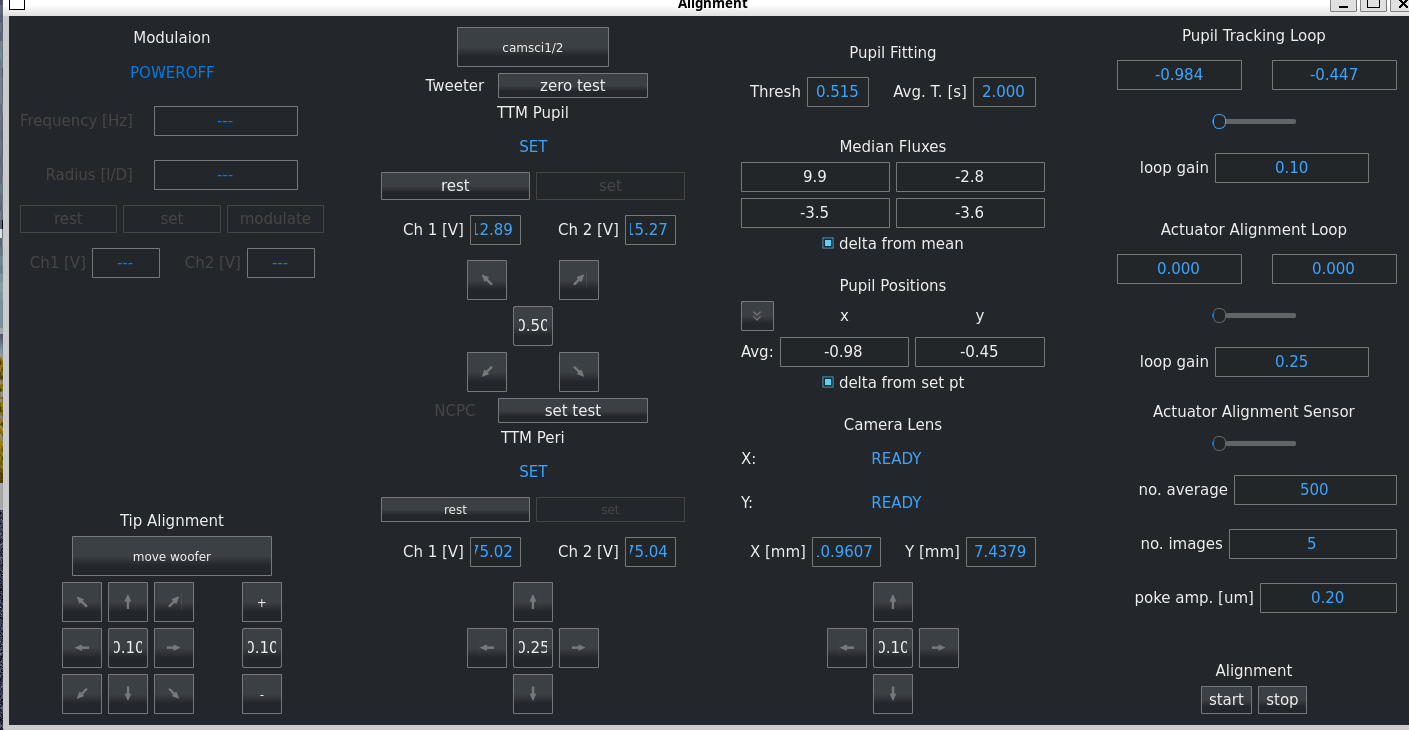 Alignment
Modulaion
POWEROFF
Frequency [Hz] ---
Radius [l/D] ---
rest set modulate
Ch1 [V] --- Ch2 [V] ---
Tip Alignment
move woofer
+
0.10 0.10
-
camsci1/2
Tweeter zero test
TTM Pupil
SET
rest set
Ch 1 [V] 12.89 Ch 2 [V] 15.27
0.50
NCPC set test
TTM Peri
SET
rest set
Ch 1 [V] 75.02 Ch 2 [V] 75.04
0.25
Pupil Fitting
Thresh 0.515 Avg. T. [s] 2.000
Median Fluxes
9.9 -2.8
-3.5 -3.6
delta from mean
Pupil Positions
x y
Avg: -0.98 -0.45
delta from set pt
Camera Lens
X: READY
Y: READY
X [mm] .0.9607 Y [mm] 7.4379
0.10
Pupil Tracking Loop
-0.984 -0.447
loop gain 0.10
Actuator Alignment Loop
0.000 0.000
loop gain 0.25
Actuator Alignment Sensor
no. average 500
no. images 5
poke amp. [um] 0.20
Alignment
start stop